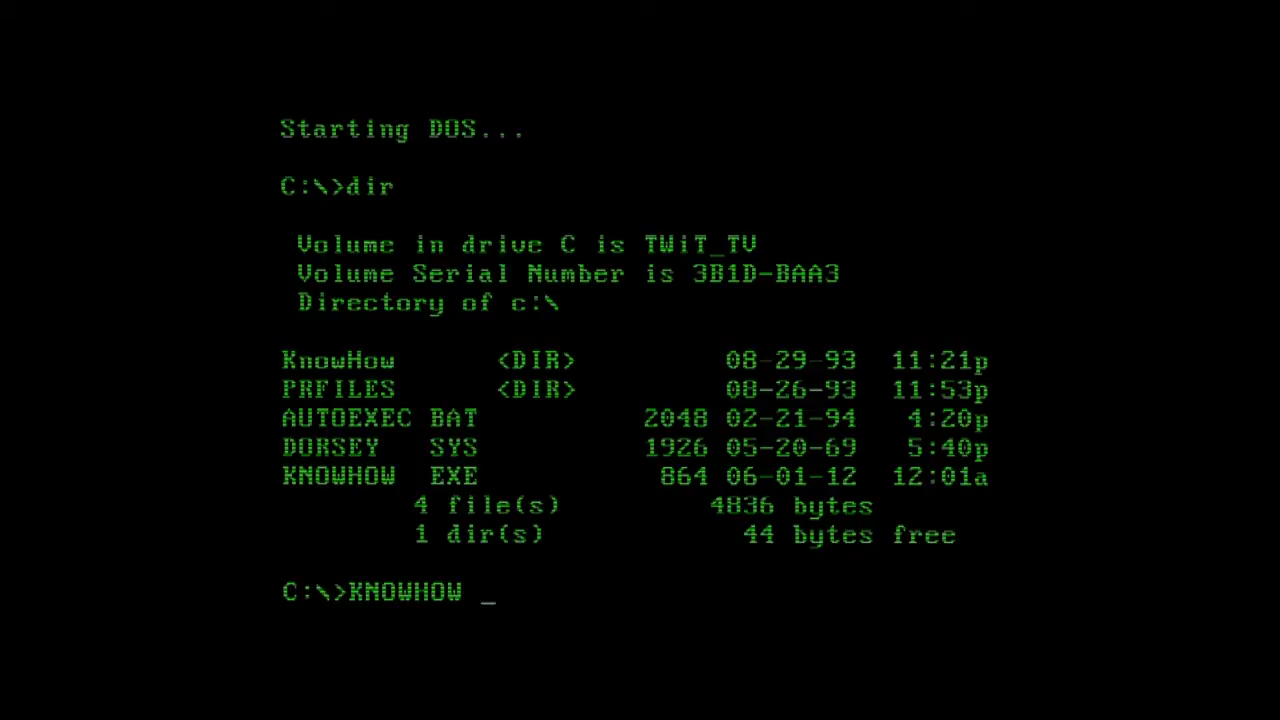 Starting DOS...
C:\>dir
Volume in drive C is TWiT_TV
Volume Serial Number is 3B1D-BAA3
Directory of c:\
KnowHow <DIR> 08-29-93 11:21p
PRFILES <DIR> 08-26-93 11:53p
AUTOEXEC BAT 2048 02-21-94 4:20p
DORSEY SYS 1926 05-20-69 5:40p
KNOWHOW EXE 864 06-01-12 12:01a
4 file(s) 4836 bytes
1 dir(s) 44 bytes free
C:\>KNOWHOW _